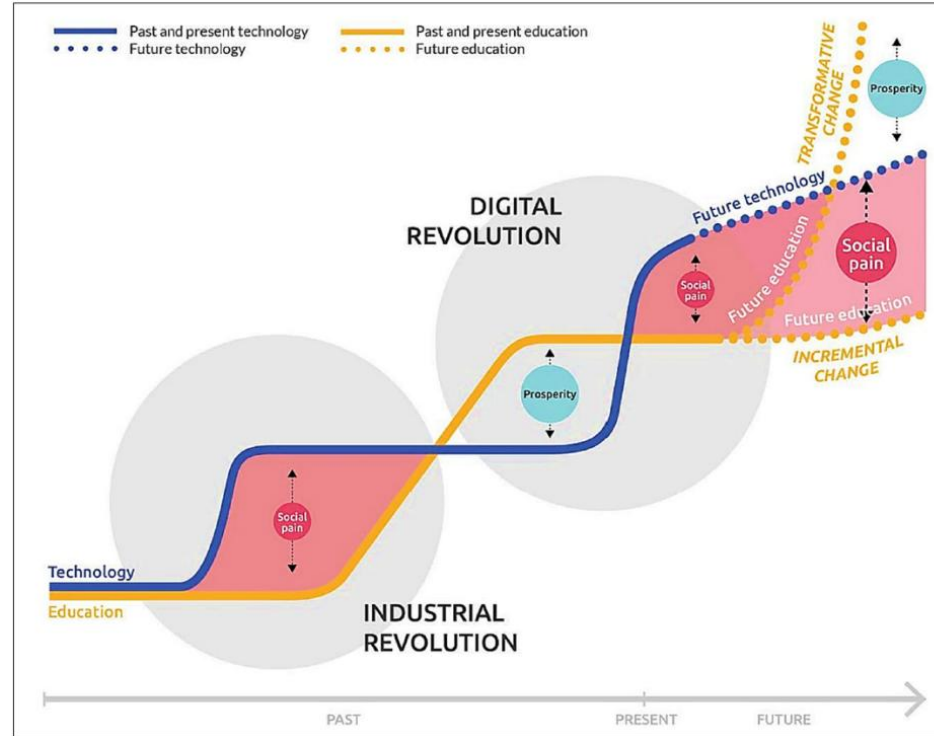 Past and present technology
Future technology
Past and present education
Future education
TRANSFORMATIVE
CHANGE
Prosperity
DIGITAL
REVOLUTION
Future technology
Social
pain
Future education
Social
pain
Future education
INCREMENTAL
CHANGE
Prosperity
Social
pain
Technology
Education
INDUSTRIAL
REVOLUTION
PAST
PRESENT
FUTURE